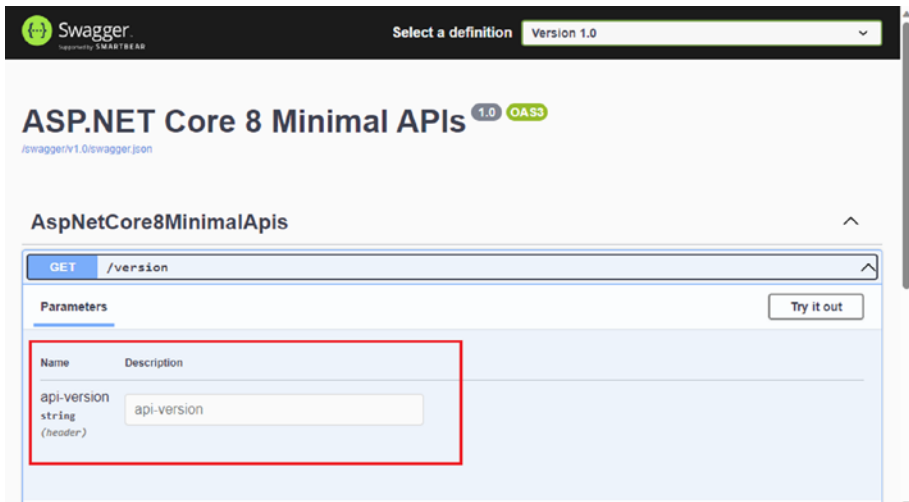 Swagger.
Supported by SMARTBEAR
Select a definition
Version 1.0
ASP.NET Core 8 Minimal APIs 1.0 OAS3
/swagger/v1.0/swagger.json
AspNetCore8MinimalApis
GET /version
Parameters
Try it out
Name Description
api-version
string
(header)
api-version